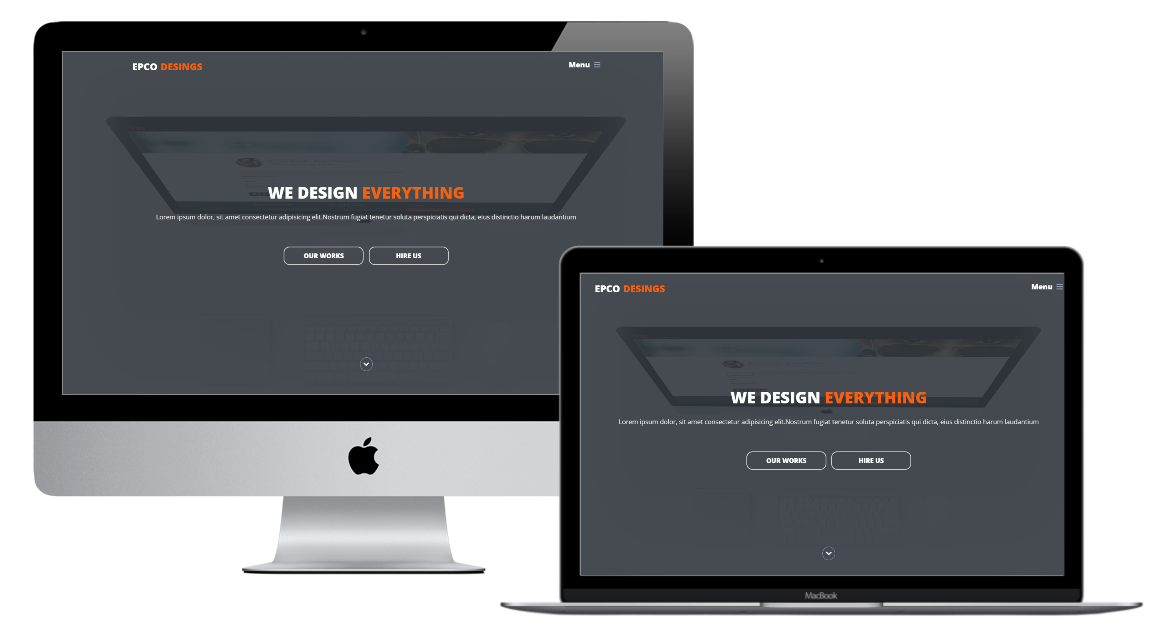 EPCO DESINGS
Menu
WE DESIGN EVERYTHING
Lorem ipsum dolor, sit amet consectetur adipisicing elit.Nostrum fugiat tenetur soluta perspiciatis qui dicta, eius distinctio harum laudantium
OUR WORKS
HIRE US
EPCO DESINGS
Menu
WE DESIGN EVERYTHING
Lorem ipsum dolor, sit amet consectetur adipisicing elit.Nostrum fugiat tenetur soluta perspiciatis qui dicta, eius distinctio harum laudantium
OUR WORKS
HIRE US
MacBook